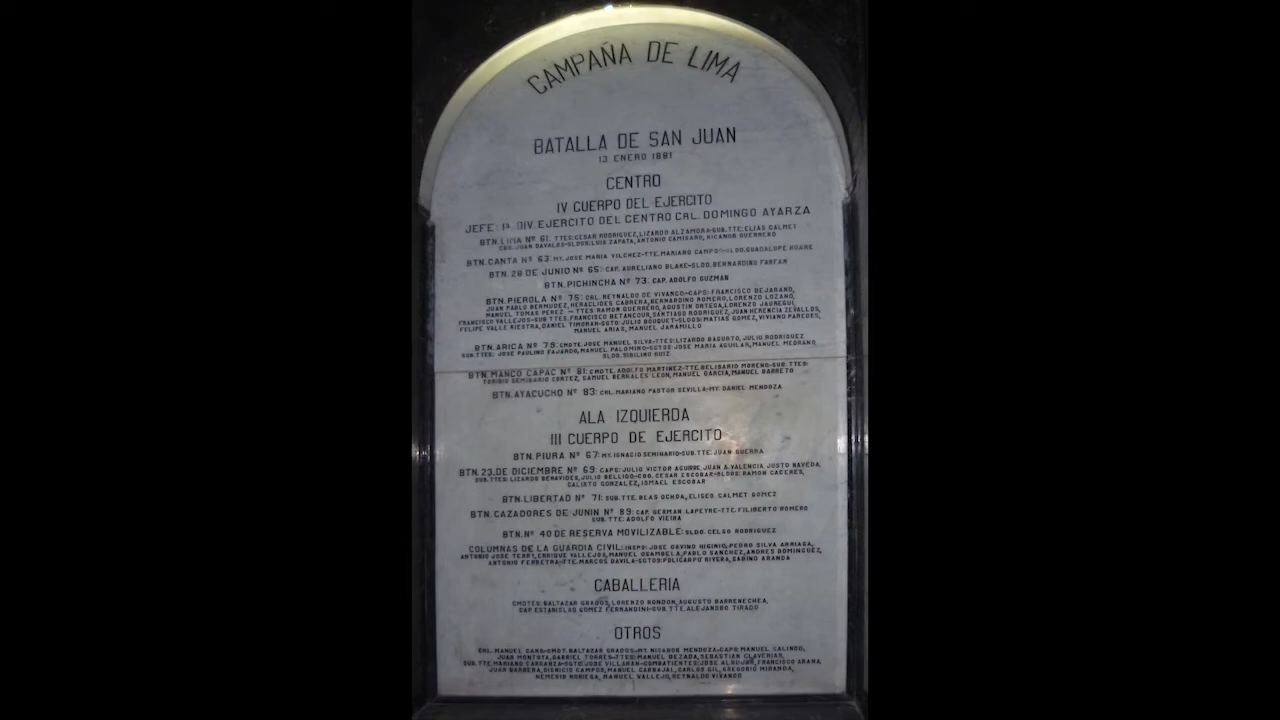 CAMPAÑA DE LIMA
BATALLA DE SAN JUAN
13 ENERO 1881
CENTRO
IV CUERPO DEL EJERCITO
JEFE: 1ª DIV. EJERCITO DEL CENTRO CRL. DOMINGO AYARZA
BTN. LIMA Nº 61: TTES: CESAR RODRIGUEZ, LIZARDO ALZAMORA-SUB.TTE: ELIAS CALMET
CBO. JUAN DAVALOS-SLDOS: LUIS ZAPATA, ANTONIO CAMISARO, NICANOR GUERRERO
BTN. CANTA Nº 63: MY. JOSE MARIA VILCHEZ-TTE. MARIANO CAMPOS-SLDO. GUADALUPE HUARE
BTN. 28 DE JUNIO Nº 65: CAP. AURELIANO BLAKE-SLDO. BERNARDINO FARFAN
BTN. PICHINCHA Nº 73: CAP. ADOLFO GUZMAN
BTN. PIEROLA Nº 75: CRL. REYNALDO DE VIVANCO-CAPS: FRANCISCO DEJARANO,
JUAN PABLO BERMUDEZ, HERACLIDES CABRERA, BERNARDINO ROMERO, LORENZO LOZANO,
MANUEL TOMAS PEREZ - TTES: RAMON GUERRERO, AGUSTIN ORTEGA, LORENZO JAUREGUI,
FRANCISCO VALLEJOS-SUB TTES. FRANCISCO BETANCOUR, SANTIAGO RODRIGUEZ, JUAN HERENCIA ZEVALLOS,
FELIPE VALLE RIESTRA, DANIEL TIMORAN-SGTO: JULIO BOUQUET-SLDOS: MATIAS GOMEZ, VIVIANO PAREDES,
MANUEL ARIAS, MANUEL JARAMILLO
BTN. ARICA Nº 79: CMDTE. JOSE MANUEL SILVA-TTES: LIZARDO BAGURTO, JULIO RODRIGUEZ
SUB.TTES: JOSE PAULINO FAJARDO, MANUEL PALOMINO-SGTOS: JOSE MARIA AGUILAR, MANUEL MEDRANO
SLDO. SIBILINO RUIZ
BTN. MANCO CAPAC Nº 81: CMDTE. ADOLFO MARTINEZ-TTE. BELISARIO MORENO-SUB.TTES:
TORIBIO SEMINARIO CORTEZ, SAMUEL BERNALES LEON, MANUEL GARCIA, MANUEL BARRETO
BTN. AYACUCHO Nº 83: CRL. MARIANO PASTOR SEVILLA-MY. DANIEL MENDOZA
ALA IZQUIERDA
III CUERPO DE EJERCITO
BTN. PIURA Nº 67: MY. IGNACIO SEMINARIO-SUB.TTE: JUAN GUERRA
BTN. 23 DE DICIEMBRE Nº 69: CAPS: JULIO VICTOR AGUIRRE JUAN A. VALENCIA, JUSTO NAVEDA,
SUB.TTES: LIZARDO BENAVIDES, JULIO BELLIDO-CBO. CESAR ESCOBAR-SLDOS: RAMON CACERES,
CALIXTO GONZALEZ, ISMAEL ESCOBAR
BTN. LIBERTAD Nº 71: SUB.TTE. BLAS OCHOA, ELISEO CALMET GOMEZ
BTN. CAZADORES DE JUNIN Nº 89: CAP. GERMAN LAPEYRE-TTE. FILIBERTO ROMERO
SUB.TTE: ADOLFO VIEIRA
BTN. Nº 40 DE RESERVA MOVILIZABLE: SLDO. CELSO RODRIGUEZ
COLUMNAS DE LA GUARDIA CIVIL: INSPS: JOSE GAVINO HIGINIO, PEDRO SILVA ARRIAGA,
ANTONIO JOSE TERRY, ENRIQUE VALLEJOS, MANUEL OSAMBELA, PABLO SANCHEZ, ANDRES DOMINGUEZ,
ANTONIO FERREYRA-TTE. MARCOS DAVILA-SGTOS: POLICARPO RIVERA, SABINO ARANDA
CABALLERIA
CMDTES: BALTAZAR GRADOS, LORENZO RONDON, AUGUSTO BARRENECHEA,
CAP. ESTANISLAO GOMEZ FERNANDINI-SUB.TTE. ALEJANDRO TIRADO
OTROS
CRL. MANUEL SANS-CMDT. BALTAZAR GRADOS-MY. NICANOR MENDOZA-CAPS: MANUEL GALINDO,
JUAN MONTOYA, GABRIEL TORRES-TTES: MANUEL BEZADA, SEBASTIAN CLAVERIAS,
SUB.TTE. MARIANO CARRANZA-SGTO: JOSE VILLARAN-COMBATIENTES: JOSE ALDUJAR, FRANCISCO ARANA,
JUAN BARRERA, DIONICIO CAMPOS, MANUEL CARBAJAL, CARLOS GIL, GREGORIO MIRANDA,
NEMESIO NORIEGA, MANUEL VALLEJO, REYNALDO VIVANCO